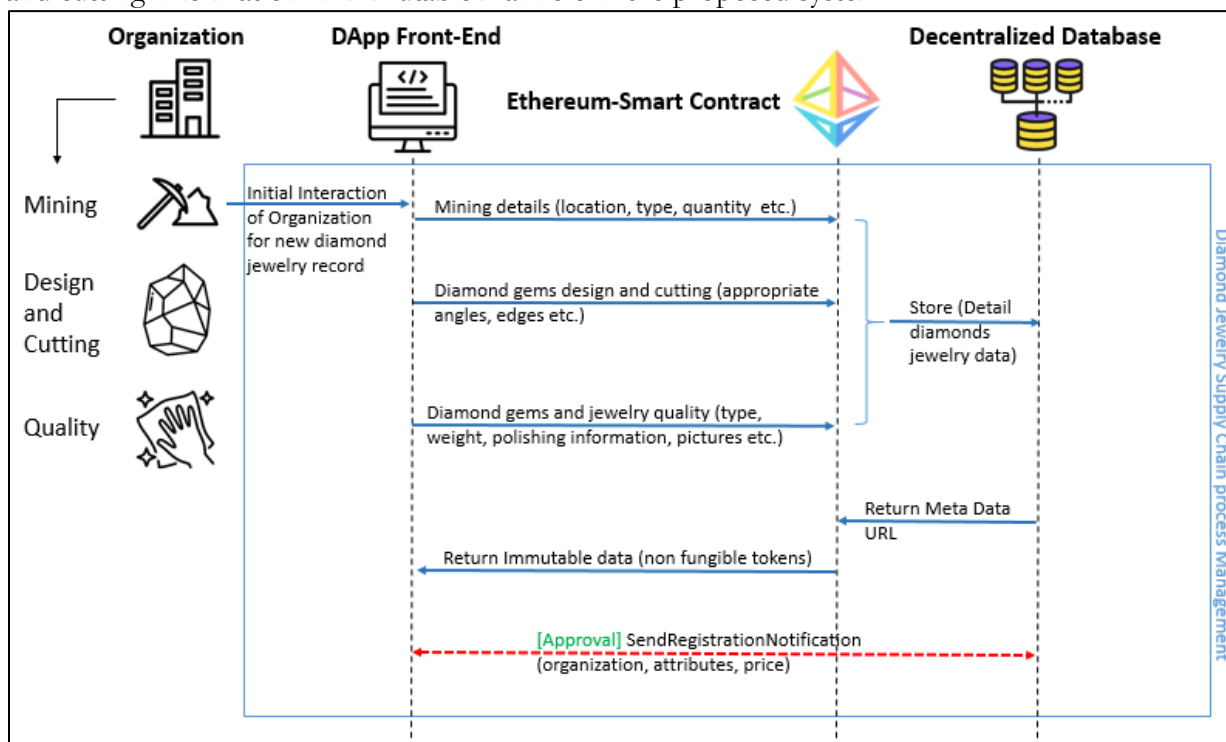 Organization
DApp Front-End
Decentralized Database
</>
Ethereum-Smart Contract
Mining
Initial Interaction
of Organization
for new diamond
jewelry record
Mining details (location, type, quantity etc.)
Design
and
Cutting
Diamond gems design and cutting (appropriate
angles, edges etc.)
Store (Detail
diamonds
jewelry data)
Quality
Diamond gems and jewelry quality (type,
weight, polishing information, pictures etc.)
Return Meta Data
URL
Return Immutable data (non fungible tokens)
[Approval] SendRegistrationNotification
(organization, attributes, price)
Diamond Jewelry Supply Chain process Management